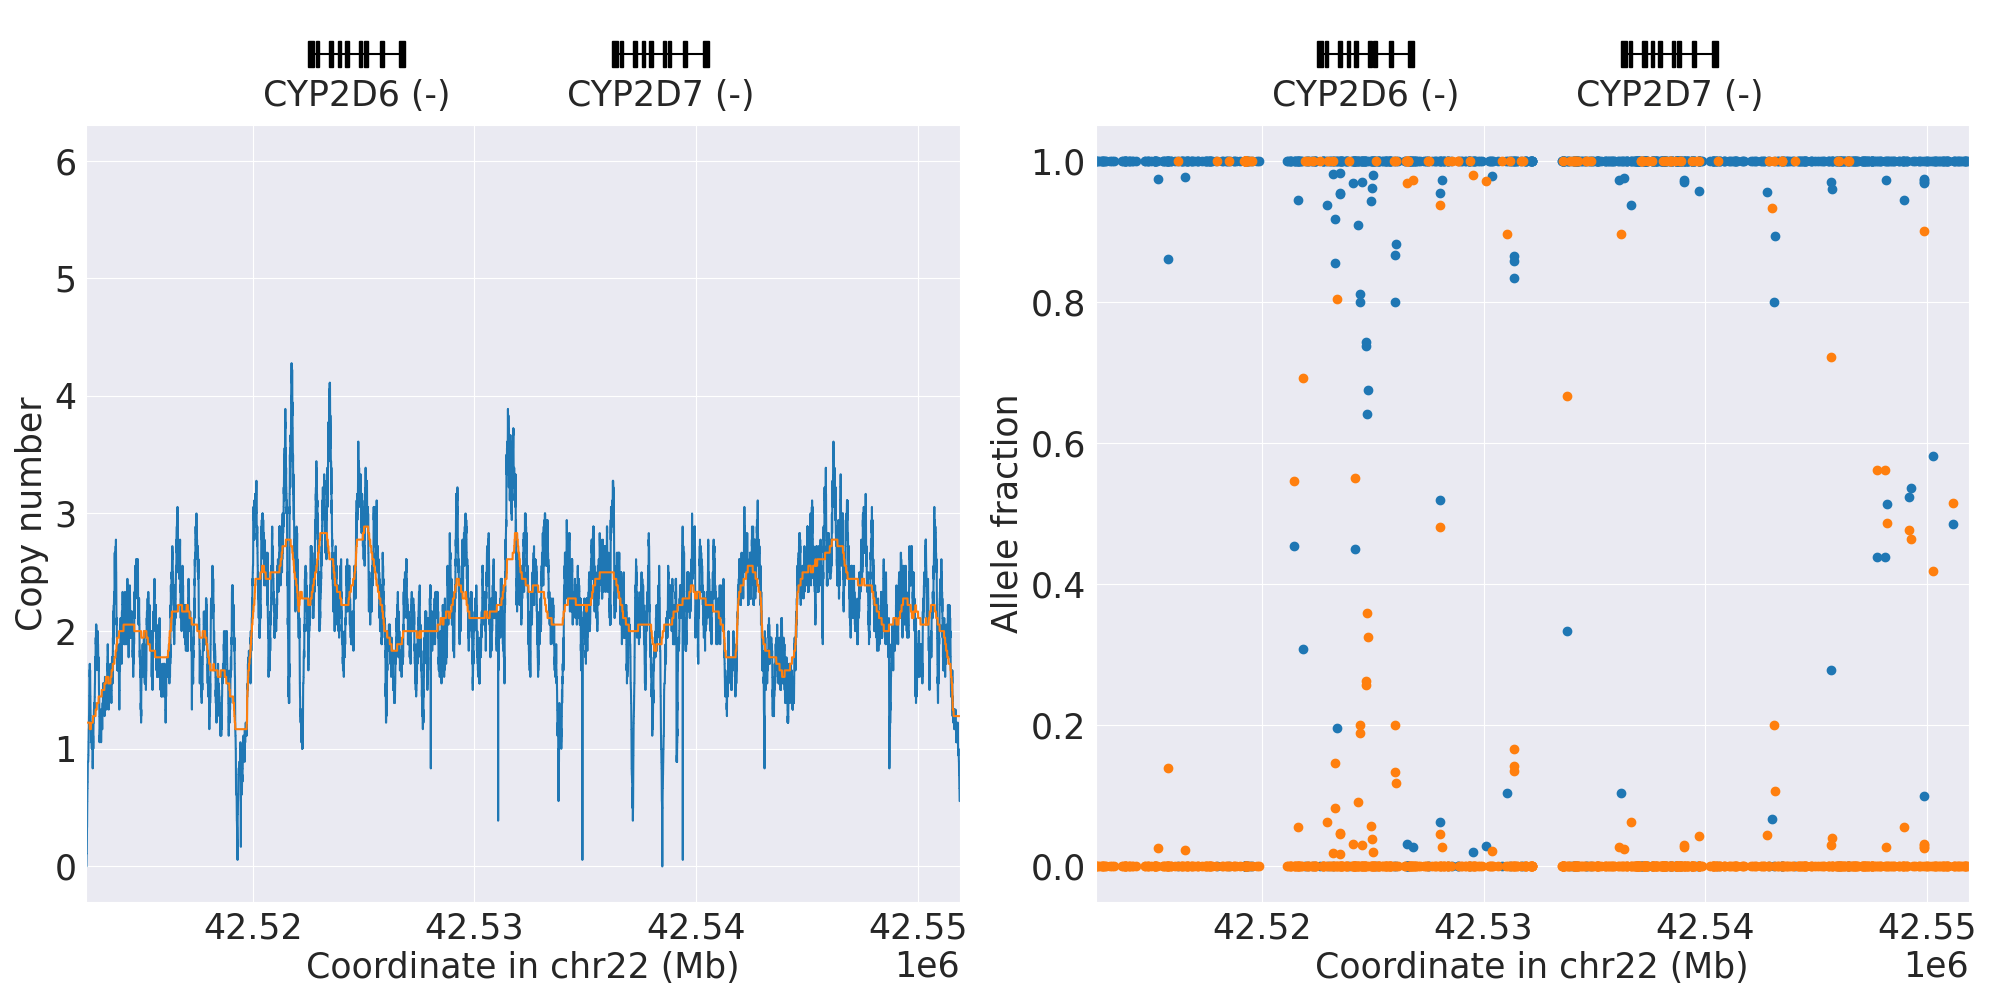 CYP2D6 (-) CYP2D7 (-)
6
5
4
3
2
1
0
Copy number
42.52 42.53 42.54 42.55
Coordinate in chr22 (Mb) 1e6
CYP2D6 (-) CYP2D7 (-)
1.0
0.8
0.6
0.4
0.2
0.0
Allele fraction
42.52 42.53 42.54 42.55
Coordinate in chr22 (Mb) 1e6